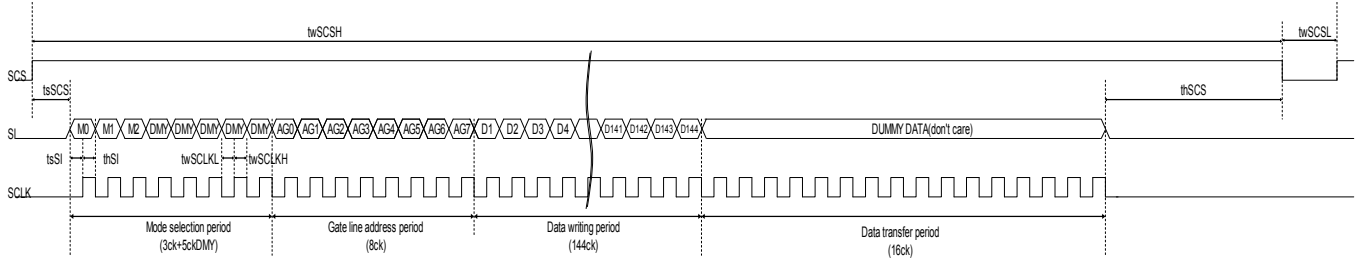 twSCSH
twSCSL
SCS
tsSCS
thSCS
SI
M0 M1 M2 DMY DMY DMY DMY DMY AG0 AG1 AG2 AG3 AG4 AG5 AG6 AG7 D1 D2 D3 D4 D141 D142 D143 D144 DUMMY DATA(don't care)
tsSI thSI twSCLKL twSCLKH
SCLK
Mode selection period
(3ck+5ckDMY)
Gate line address period
(8ck)
Data writing period
(144ck)
Data transfer period
(16ck)